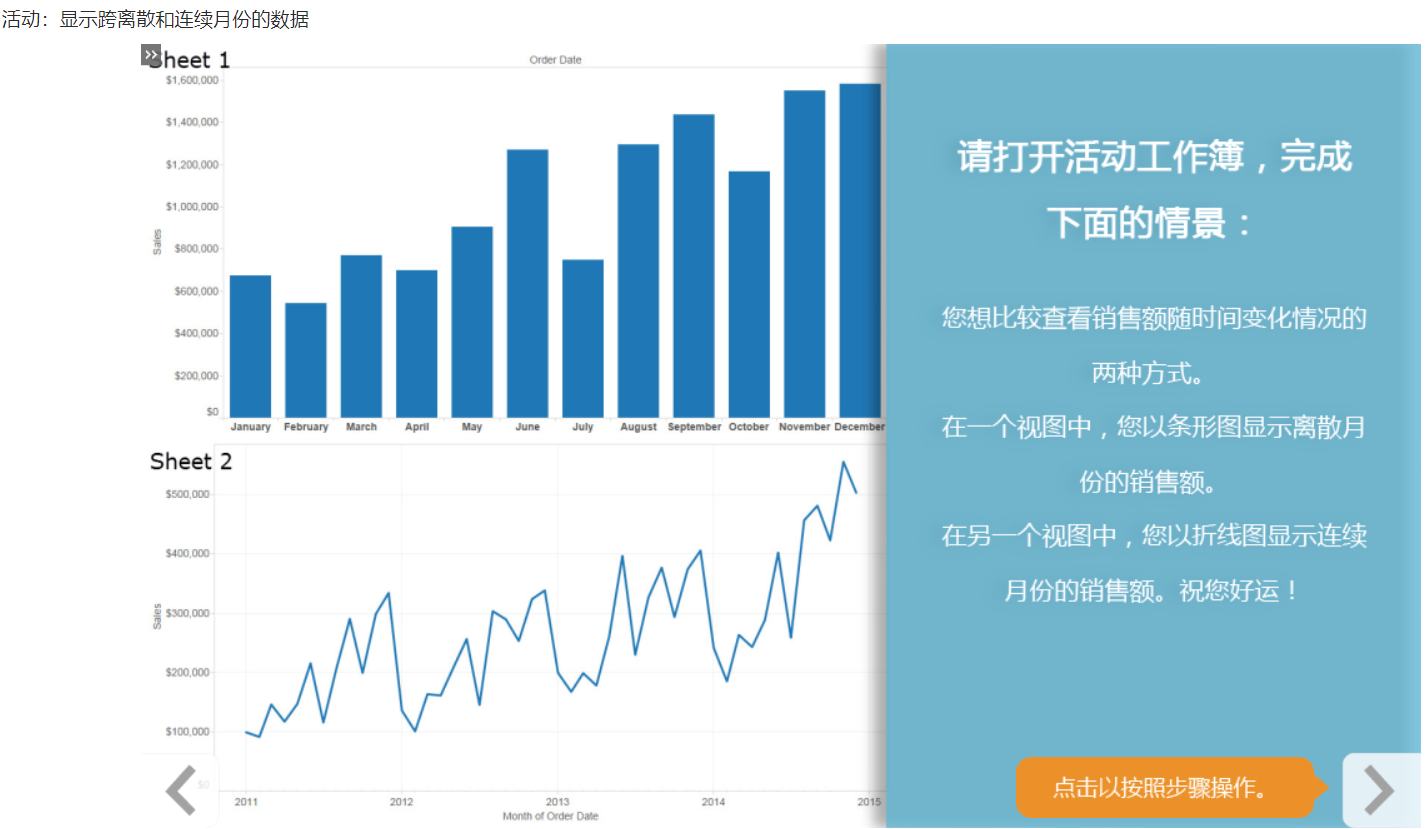 活动：显示跨离散和连续月份的数据
Sheet 1
Order Date
$1,600,000
$1,400,000
$1,200,000
$1,000,000
$800,000
$600,000
$400,000
$200,000
$0
Sales
January February March April May June July August September October November December
Sheet 2
$500,000
$400,000
$300,000
$200,000
$100,000
$0
Sales
2011 2012 2013 2014 2015
Month of Order Date
请打开活动工作簿，完成
下面的情景：
您想比较查看销售额随时间变化情况的
两种方式。
在一个视图中，您以条形图显示离散月
份的销售额。
在另一个视图中，您以折线图显示连续
月份的销售额。祝您好运！
点击以按照步骤操作。